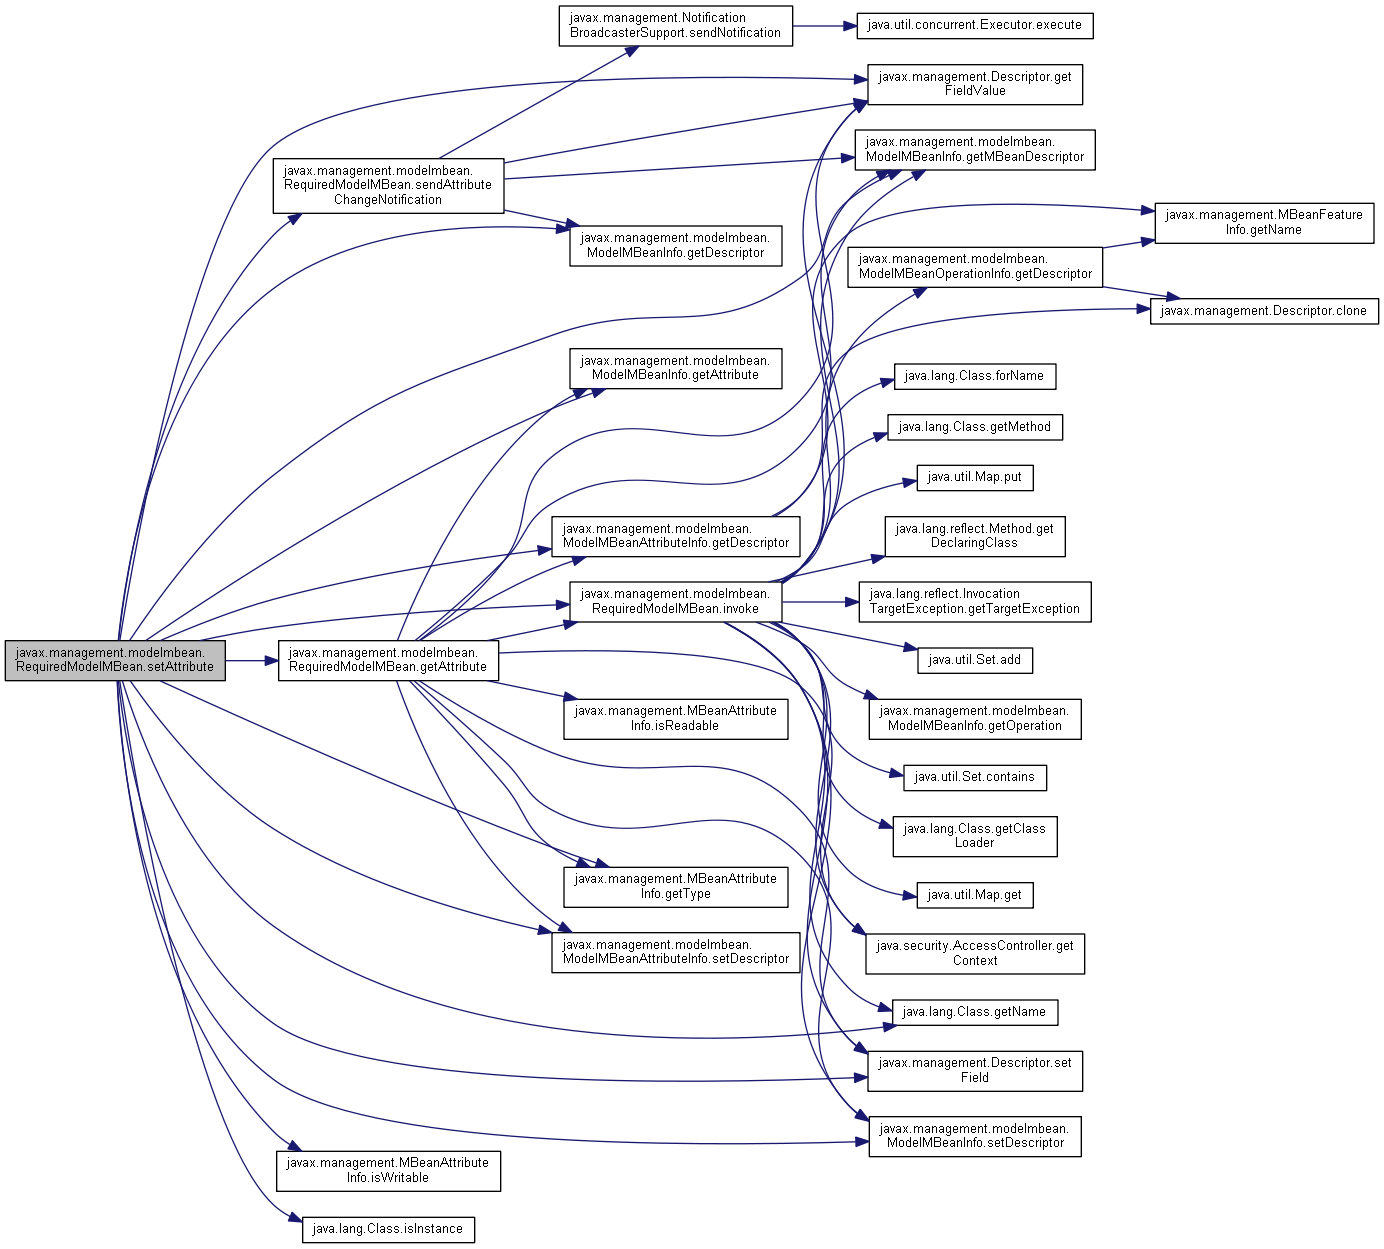 javax.management.Notification
BroadcasterSupport.sendNotification
java.util.concurrent.Executor.execute
javax.management.Descriptor.get
FieldValue
javax.management.modelmbean.
ModelMBeanInfo.getMBeanDescriptor
javax.management.modelmbean.
RequiredModelMBean.sendAttribute
ChangeNotification
javax.management.MBeanFeature
Info.getName
javax.management.modelmbean.
ModelMBeanInfo.getDescriptor
javax.management.modelmbean.
ModelMBeanOperationInfo.getDescriptor
javax.management.Descriptor.clone
javax.management.modelmbean.
ModelMBeanInfo.getAttribute
java.lang.Class.forName
java.lang.Class.getMethod
java.util.Map.put
javax.management.modelmbean.
ModelMBeanAttributeInfo.getDescriptor
java.lang.reflect.Method.get
DeclaringClass
javax.management.modelmbean.
RequiredModelMBean.invoke
java.lang.reflect.Invocation
TargetException.getTargetException
javax.management.modelmbean.
RequiredModelMBean.setAttribute
javax.management.modelmbean.
RequiredModelMBean.getAttribute
java.util.Set.add
javax.management.MBeanAttribute
Info.isReadable
javax.management.modelmbean.
ModelMBeanInfo.getOperation
java.util.Set.contains
java.lang.Class.getClass
Loader
javax.management.MBeanAttribute
Info.getType
java.util.Map.get
javax.management.modelmbean.
ModelMBeanAttributeInfo.setDescriptor
java.security.AccessController.get
Context
java.lang.Class.getName
javax.management.Descriptor.set
Field
javax.management.modelmbean.
ModelMBeanInfo.setDescriptor
javax.management.MBeanAttribute
Info.isWritable
java.lang.Class.isInstance